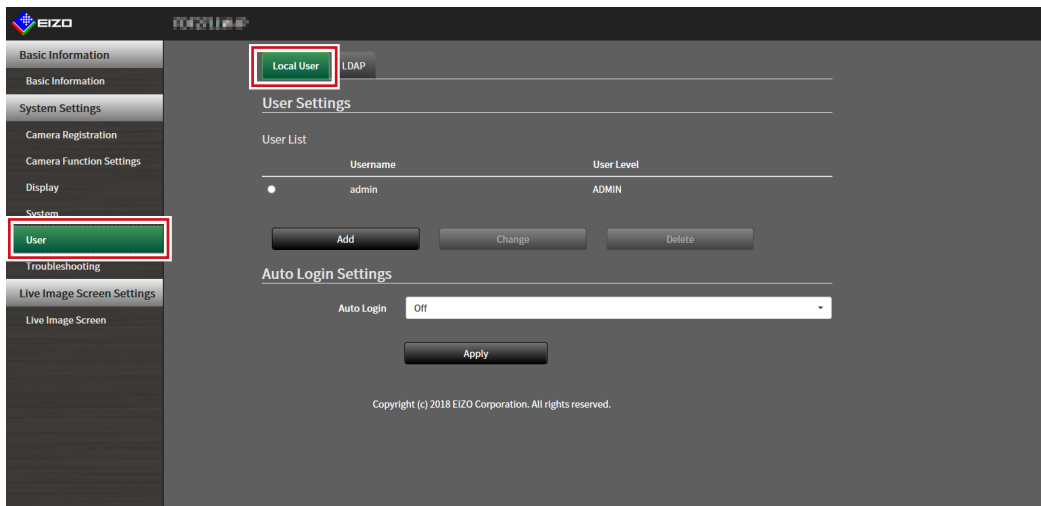 EIZO
Basic Information
Basic Information
System Settings
Camera Registration
Camera Function Settings
Display
System
User
Troubleshooting
Live Image Screen Settings
Live Image Screen
Local User
LDAP
User Settings
User List
Username User Level
admin ADMIN
Add Change Delete
Auto Login Settings
Auto Login Off
Apply
Copyright (c) 2018 EIZO Corporation. All rights reserved.